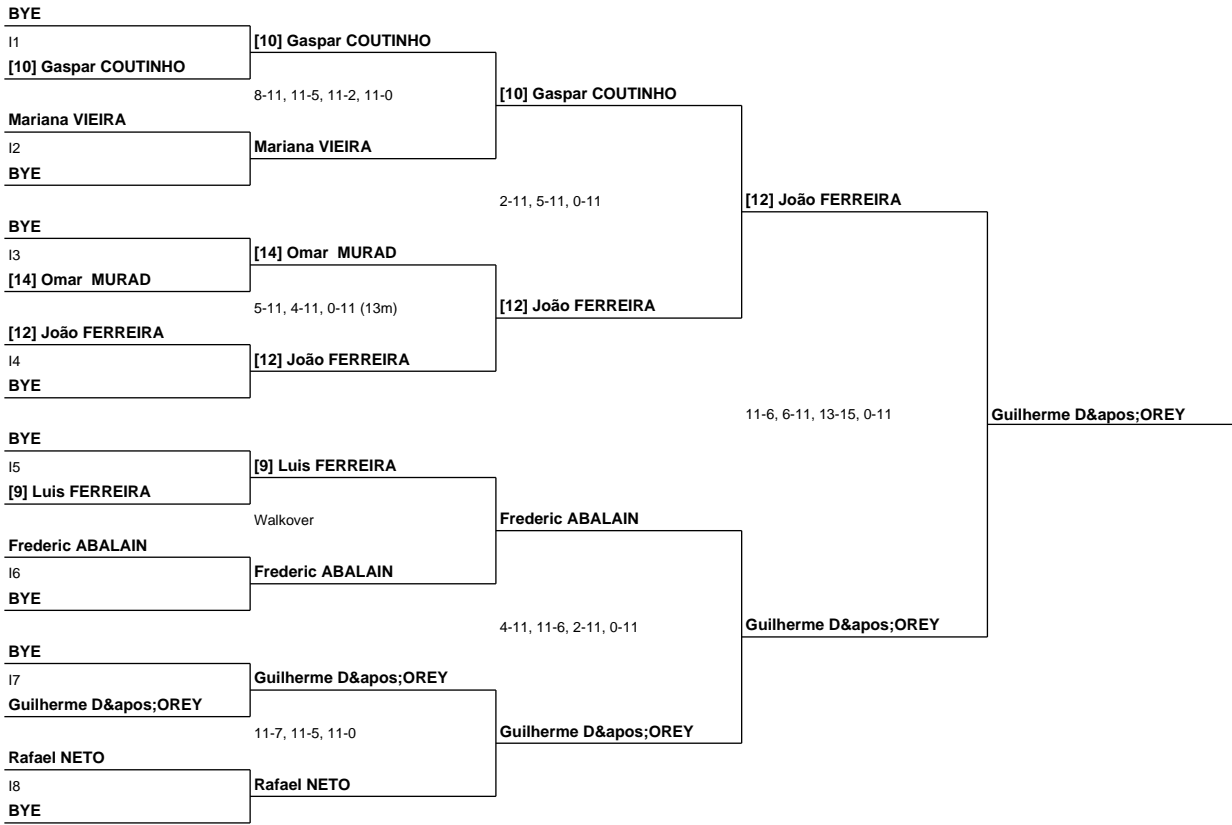 BYE
I1
[10] Gaspar COUTINHO
[10] Gaspar COUTINHO
8-11, 11-5, 11-2, 11-0
[10] Gaspar COUTINHO
Mariana VIEIRA
I2
Mariana VIEIRA
BYE
2-11, 5-11, 0-11
[12] João FERREIRA
BYE
I3
[14] Omar  MURAD
[14] Omar  MURAD
5-11, 4-11, 0-11 (13m)
[12] João FERREIRA
[12] João FERREIRA
I4
[12] João FERREIRA
BYE
11-6, 6-11, 13-15, 0-11
Guilherme D&apos;OREY
BYE
I5
[9] Luis FERREIRA
[9] Luis FERREIRA
Walkover
Frederic ABALAIN
Frederic ABALAIN
I6
Frederic ABALAIN
BYE
4-11, 11-6, 2-11, 0-11
Guilherme D&apos;OREY
BYE
I7
Guilherme D&apos;OREY
Guilherme D&apos;OREY
11-7, 11-5, 11-0
Guilherme D&apos;OREY
Rafael NETO
I8
Rafael NETO
BYE